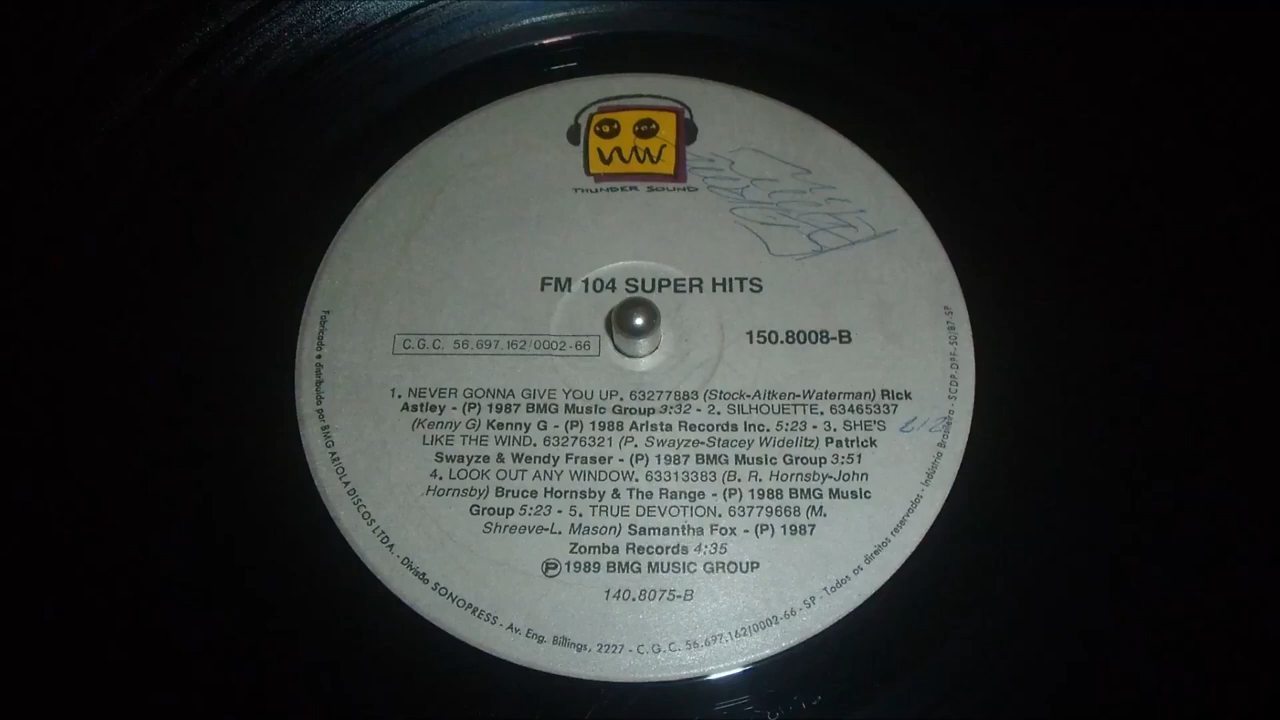 THUNDER SOUND
FM 104 SUPER HITS
C.G.C. 56.697.162/0002-66
150.8008-B
1. NEVER GONNA GIVE YOU UP. 63277883 (Stock-Aitken-Waterman) Rick
Astley - (P) 1987 BMG Music Group 3:32 - 2. SILHOUETTE. 63465337
(Kenny G) Kenny G - (P) 1988 Arista Records Inc. 5:23 - 3. SHE'S
LIKE THE WIND. 63276321 (P. Swayze-Stacey Widelitz) Patrick
Swayze & Wendy Fraser - (P) 1987 BMG Music Group 3:51
4. LOOK OUT ANY WINDOW. 63313383 (B. R. Hornsby-John
Hornsby) Bruce Hornsby & The Range - (P) 1988 BMG Music
Group 5:23 - 5. TRUE DEVOTION. 63779668 (M.
Shreeve-L. Mason) Samantha Fox - (P) 1987
Zomba Records 4:35
Ⓟ1989 BMG MUSIC GROUP
140.8075-B
Fabricado e distribuído por BMG ARIOLA DISCOS LTDA. - Divisão SONOPRESS - Av. Eng. Billings, 2227 - C.G.C. 56.697.162/0002-66 - SP - Todos os direitos reservados - Indústria Brasileira - SCDP-DPF-50/87-SP